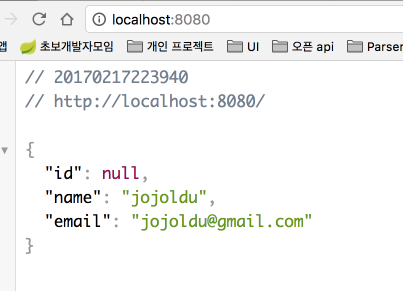 localhost:8080
앱 초보개발자모임 개인 프로젝트 UI 오픈 api Parser
// 20170217223940
// http://localhost:8080/
{
"id": null,
"name": "jojoldu",
"email": "jojoldu@gmail.com"
}